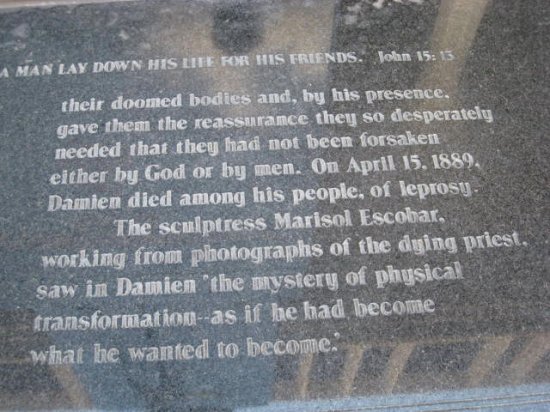 A MAN LAY DOWN HIS LIFE FOR HIS FRIENDS. John 15: 13
their doomed bodies and, by his presence,
gave them the reassurance they so desperately
needed that they had not been forsaken
either by God or by men. On April 15, 1889,
Damien died among his people, of leprosy.
The sculptress Marisol Escobar,
working from photographs of the dying priest,
saw in Damien "the mystery of physical
transformation--as if he had become
what he wanted to become."